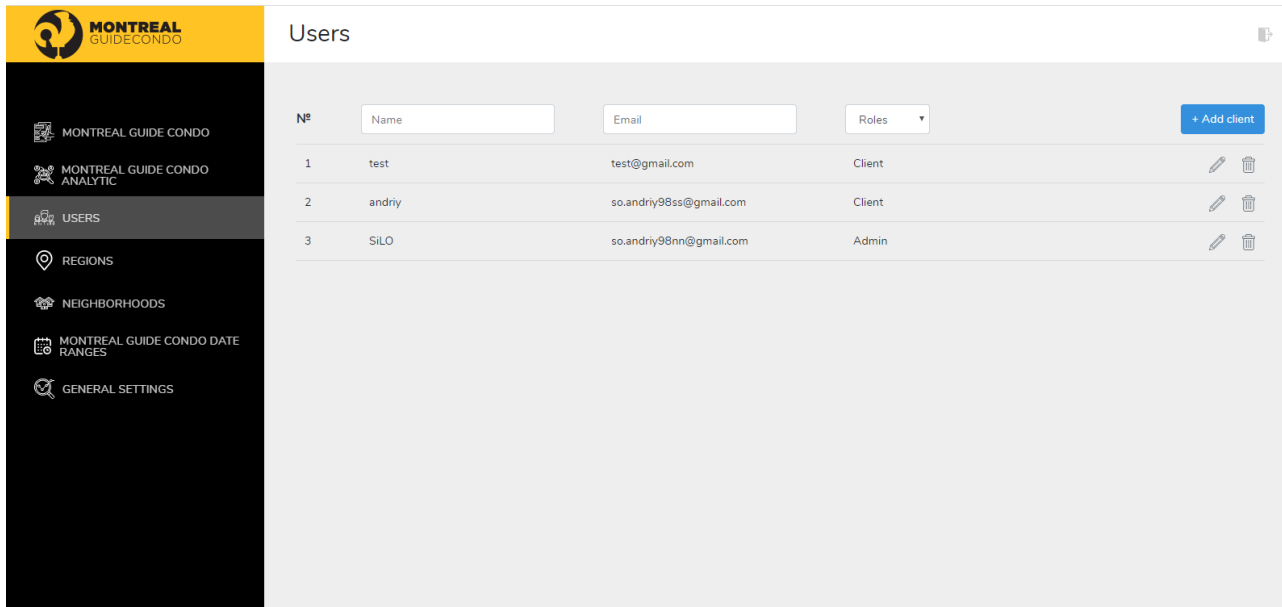 MONTREAL
GUIDECONDO
Users
MONTREAL GUIDE CONDO
MONTREAL GUIDE CONDO
ANALYTIC
USERS
REGIONS
NEIGHBORHOODS
MONTREAL GUIDE CONDO DATE
RANGES
GENERAL SETTINGS
Nº Name Email Roles + Add client
1 test test@gmail.com Client
2 andriy so.andriy98ss@gmail.com Client
3 SiLO so.andriy98nn@gmail.com Admin